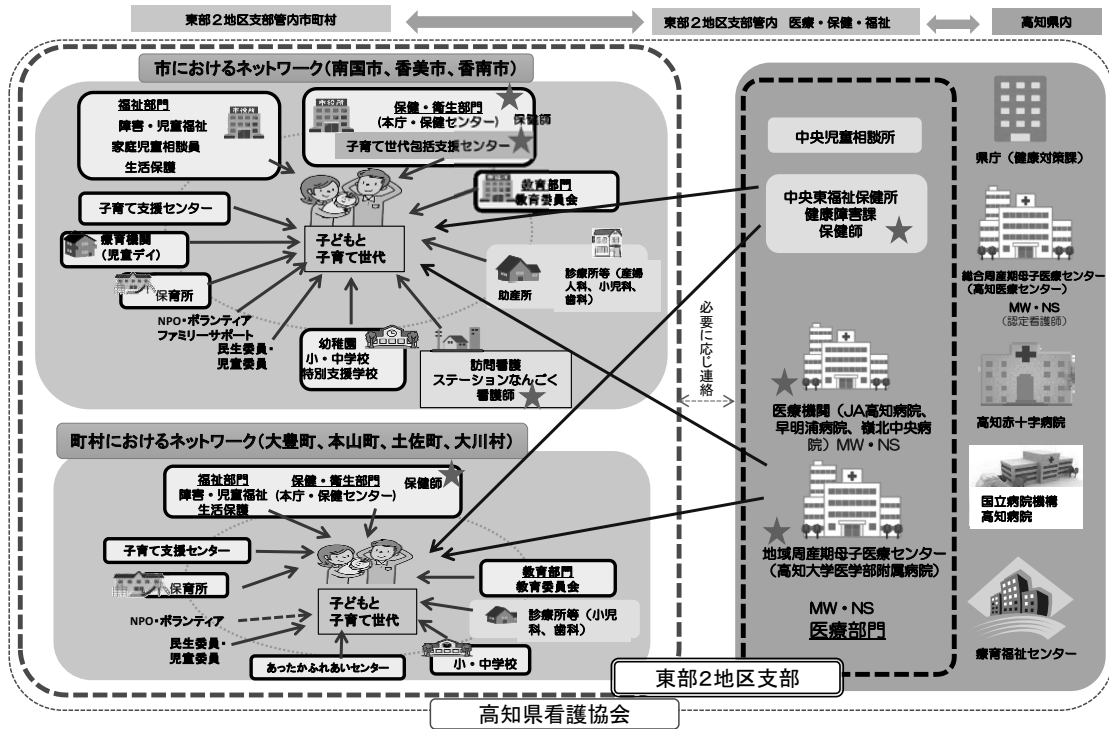 東部2地区支部管内市町村
東部2地区支部管内 医療・保健・福祉
高知県内
市におけるネットワーク(南国市、香美市、香南市)
福祉部門
障害・児童福祉
家庭児童相談員
生活保護
市役所
市役所
保健・衛生部門
(本庁・保健センター)
保健師
子育て世代包括支援センター
教育部門
教育委員会
子育て支援センター
療育機関
(児童デイ)
保育所
NPO・ボランティア
ファミリーサポート
民生委員・
児童委員
子どもと
子育て世代
幼稚園
小・中学校
特別支援学校
助産所
診療所等(産婦
人科、小児科、
歯科)
訪問看護
ステーションなんごく
看護師
町村におけるネットワーク(大豊町、本山町、土佐町、大川村)
福祉部門
障害・児童福祉
生活保護
保健・衛生部門
(本庁・保健センター)
保健師
子育て支援センター
保育所
NPO・ボランティア
民生委員・
児童委員
子どもと
子育て世代
あったかふれあいセンター
教育部門
教育委員会
診療所等(小児
科、歯科)
小・中学校
必要に応じ連絡
中央児童相談所
中央東福祉保健所
健康障害課
保健師
医療機関(JA高知病院、
早明浦病院、嶺北中央病
院)MW・NS
地域周産期母子医療センター
(高知大学医学部附属病院)
MW・NS
医療部門
県庁(健康対策課)
総合周産期母子医療センター
(高知医療センター)
MW・NS
(認定看護師)
高知赤十字病院
国立病院機構
高知病院
療育福祉センター
東部2地区支部
高知県看護協会